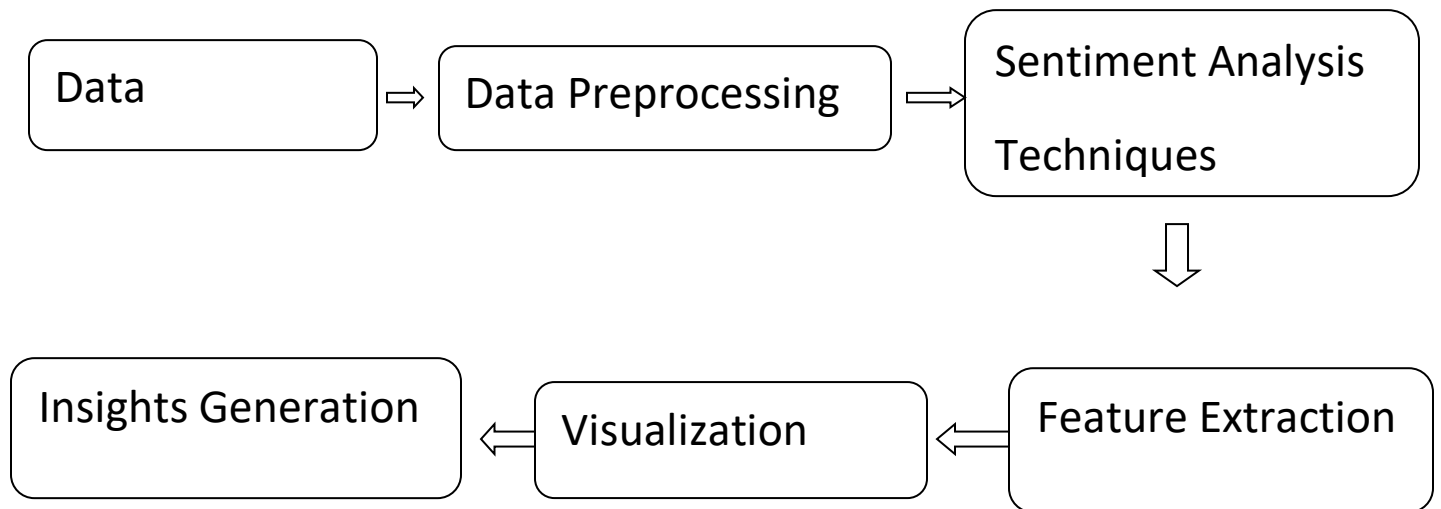 Data
Data Preprocessing
Sentiment Analysis
Techniques
Feature Extraction
Visualization
Insights Generation